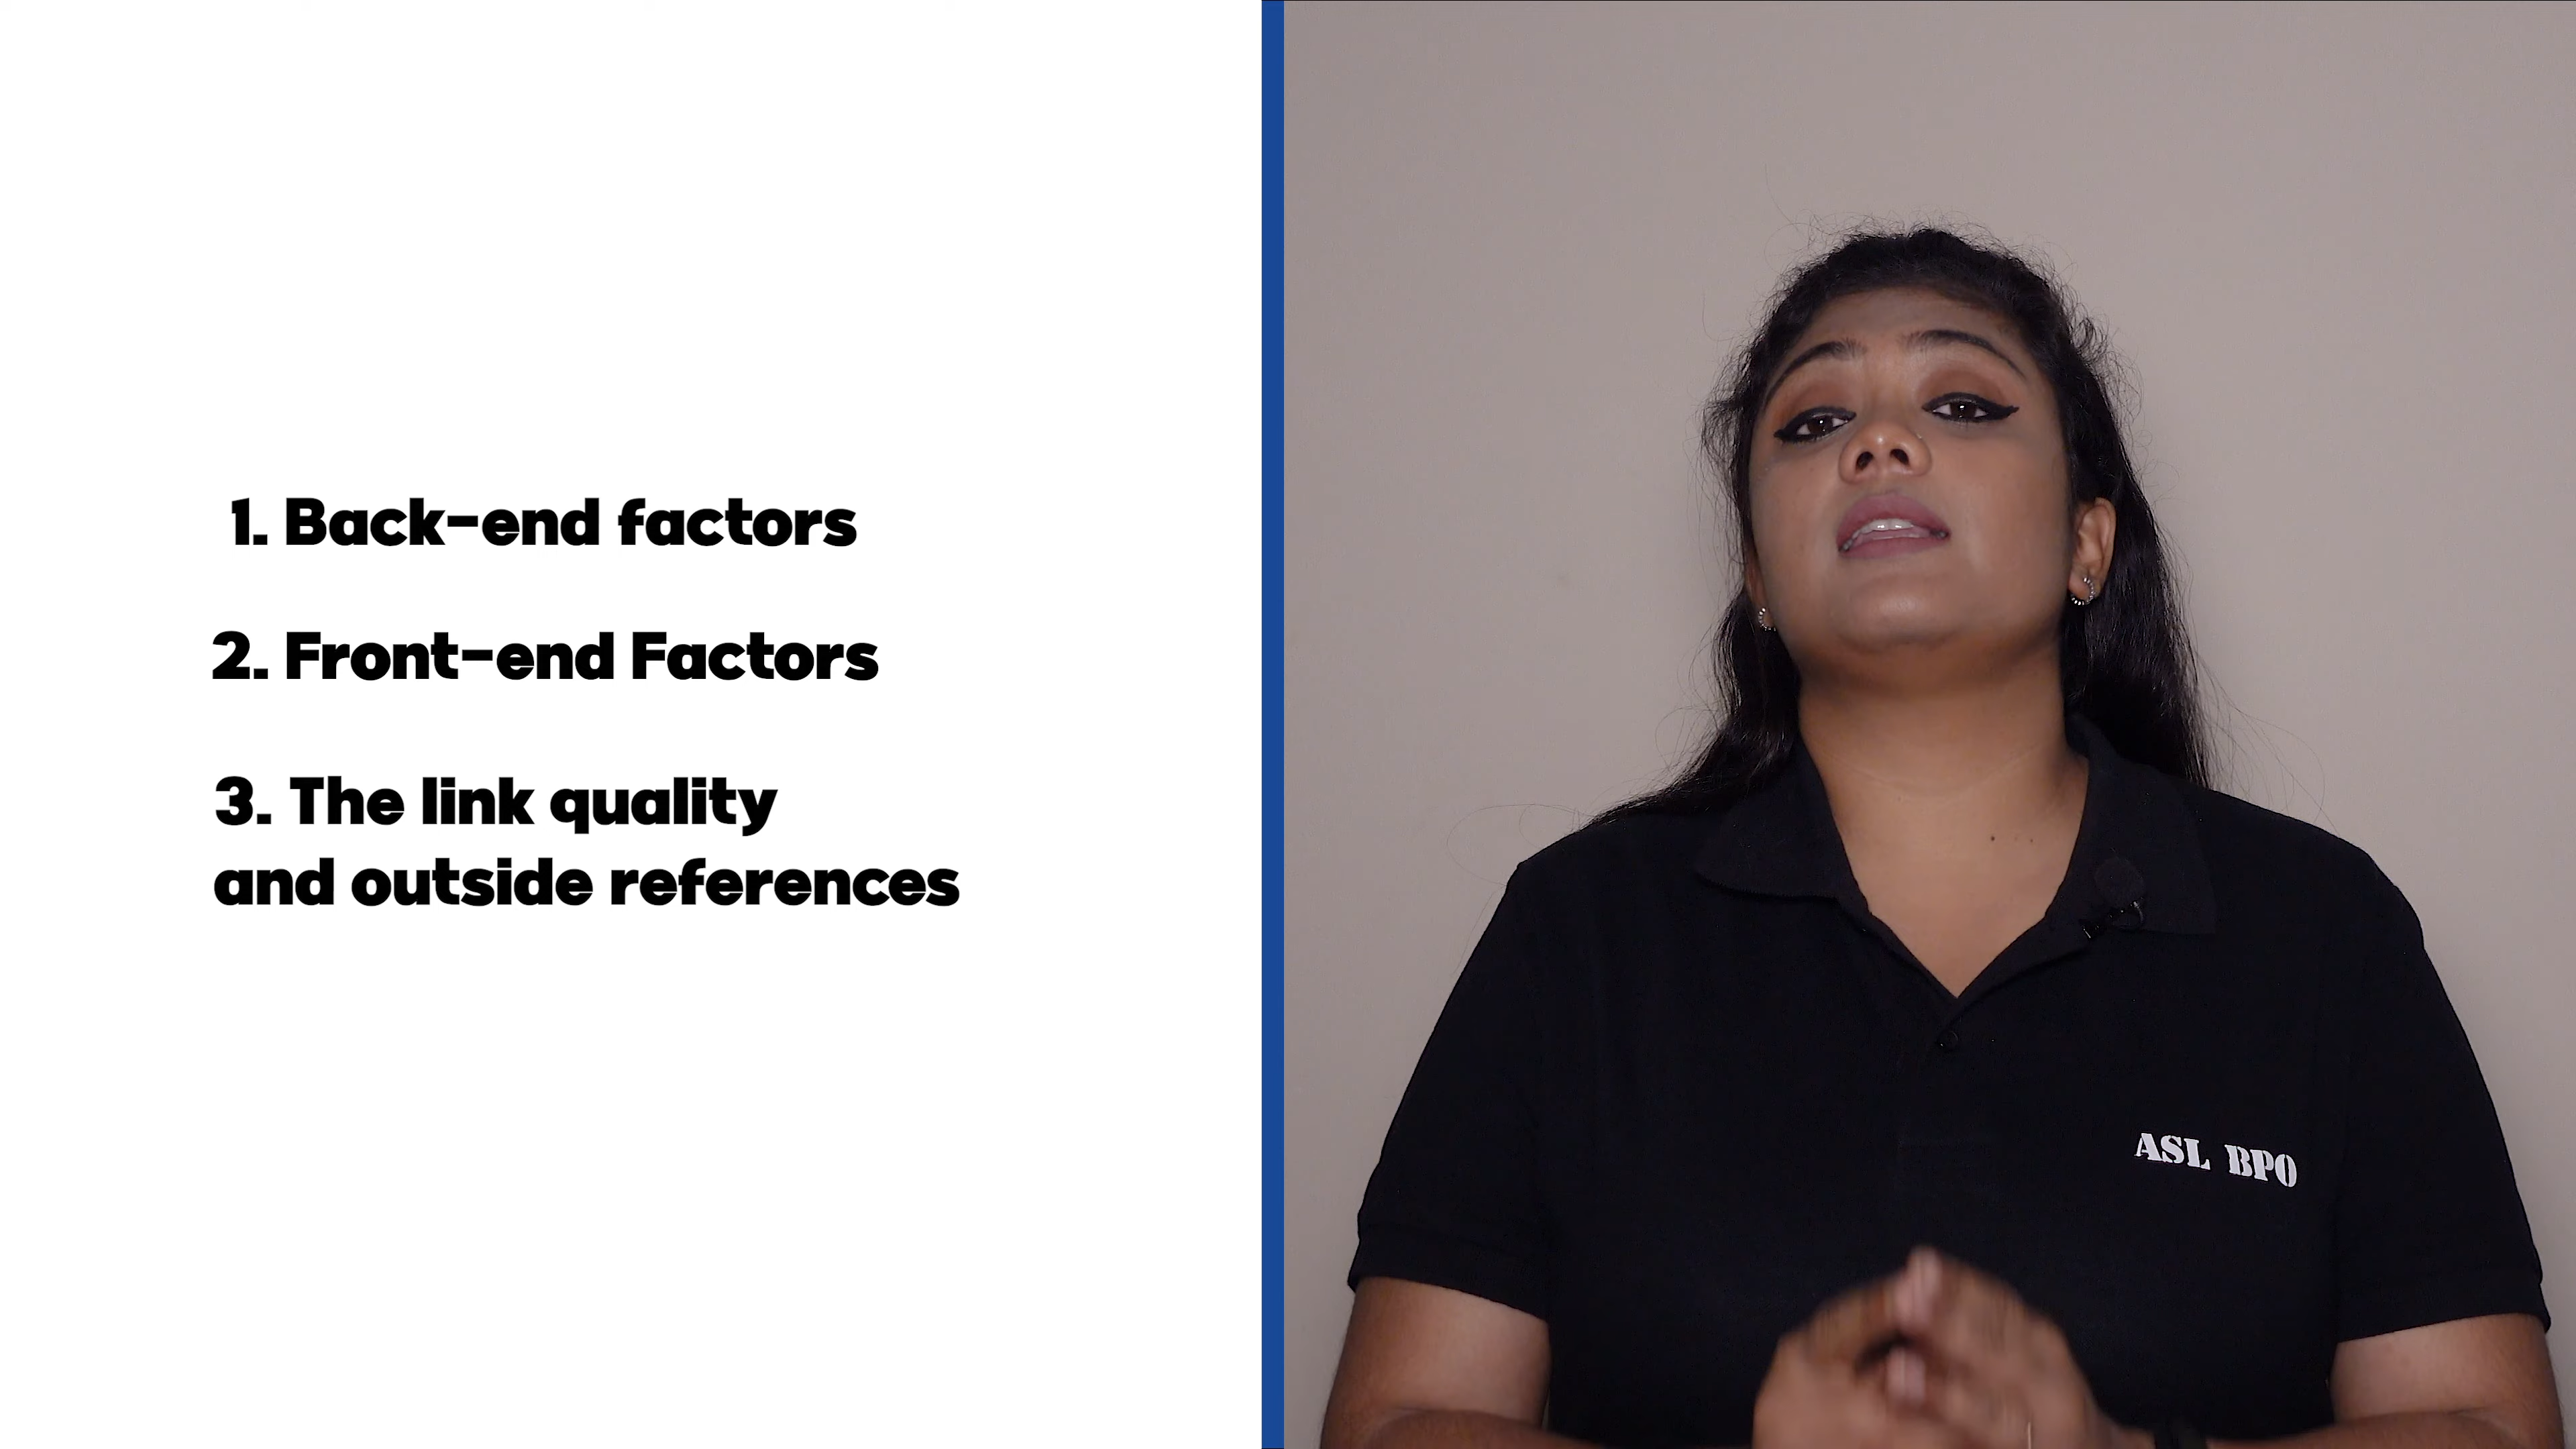 1. Back-end factors
2. Front-end Factors
3. The link quality
and outside references
ASL BPO